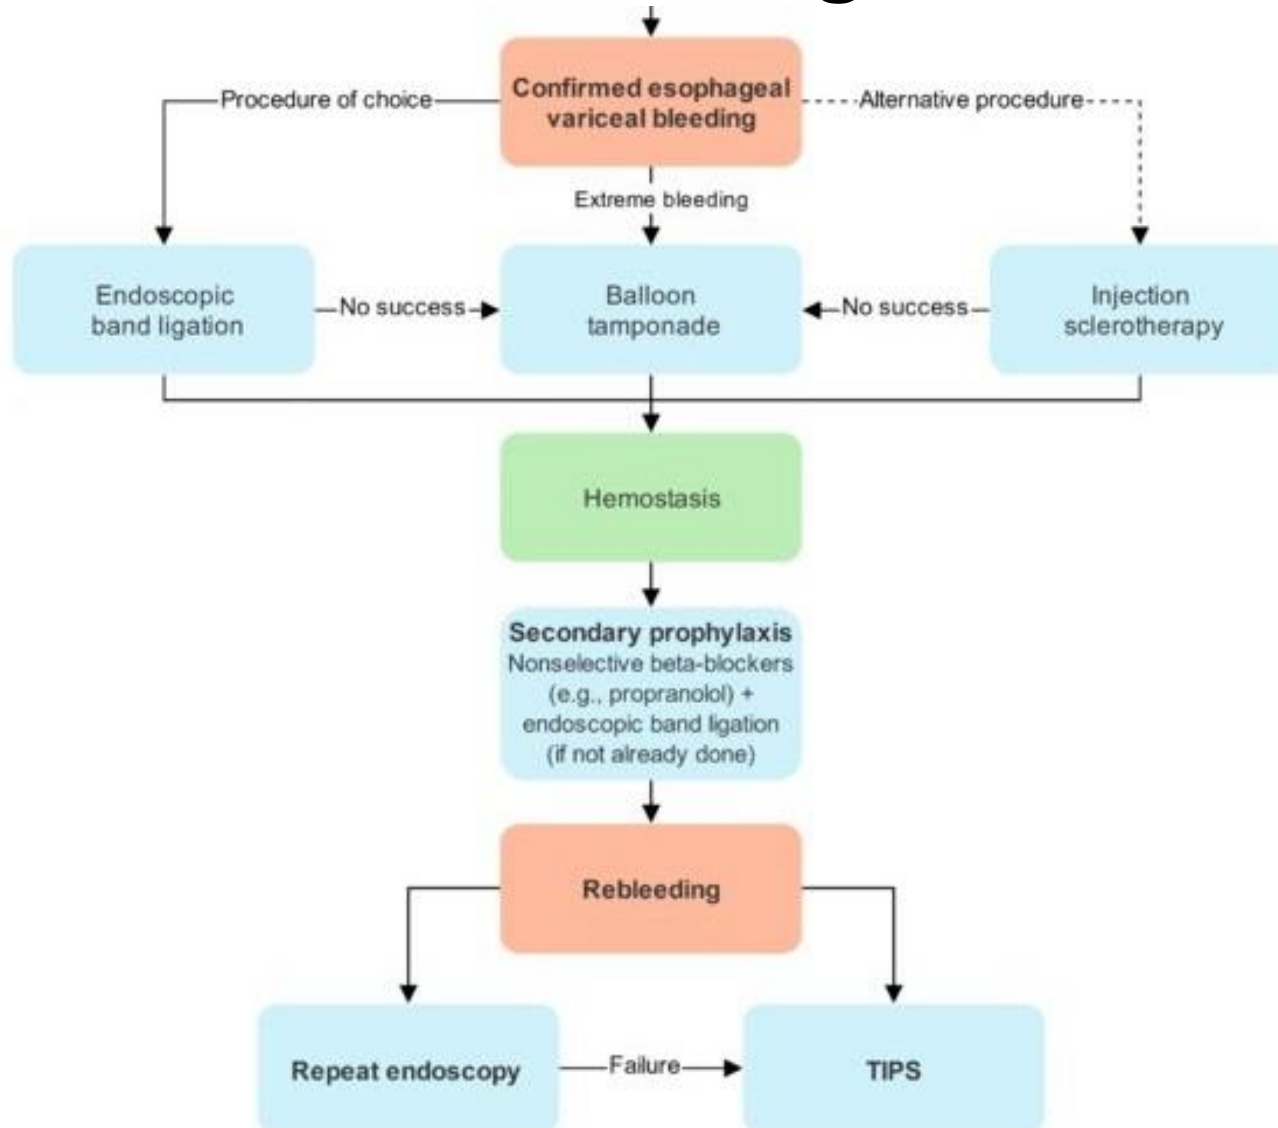 Confirmed esophageal
variceal bleeding
Procedure of choice
Alternative procedure
Extreme bleeding
Endoscopic
band ligation
No success
Balloon
tamponade
No success
Injection
sclerotherapy
Hemostasis
Secondary prophylaxis
Nonselective beta-blockers
(e.g., propranolol) +
endoscopic band ligation
(if not already done)
Rebleeding
Repeat endoscopy
Failure
TIPS